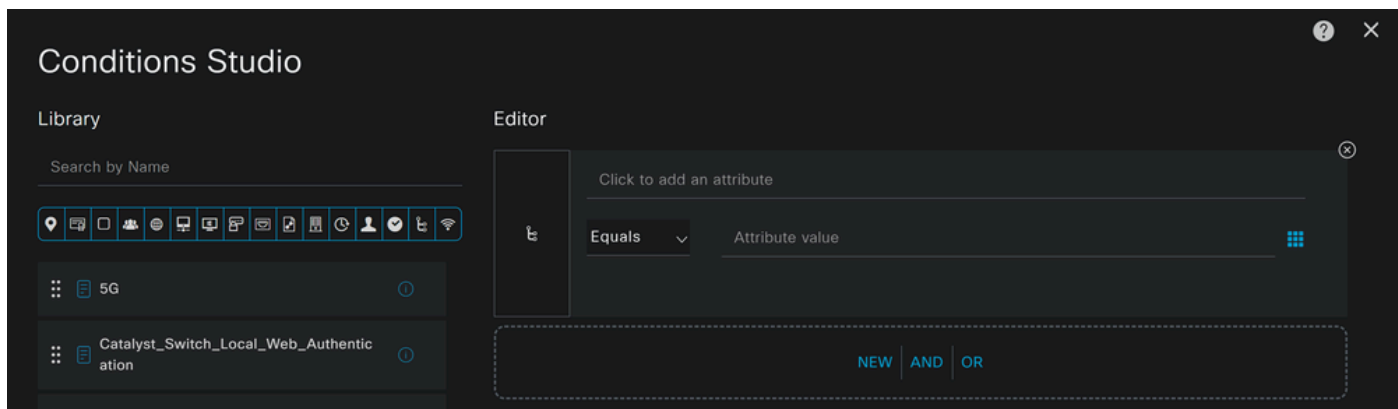 Conditions Studio
Library
Search by Name
5G
Catalyst_Switch_Local_Web_Authentic
ation
Editor
Click to add an attribute
Equals
Attribute value
NEW AND OR